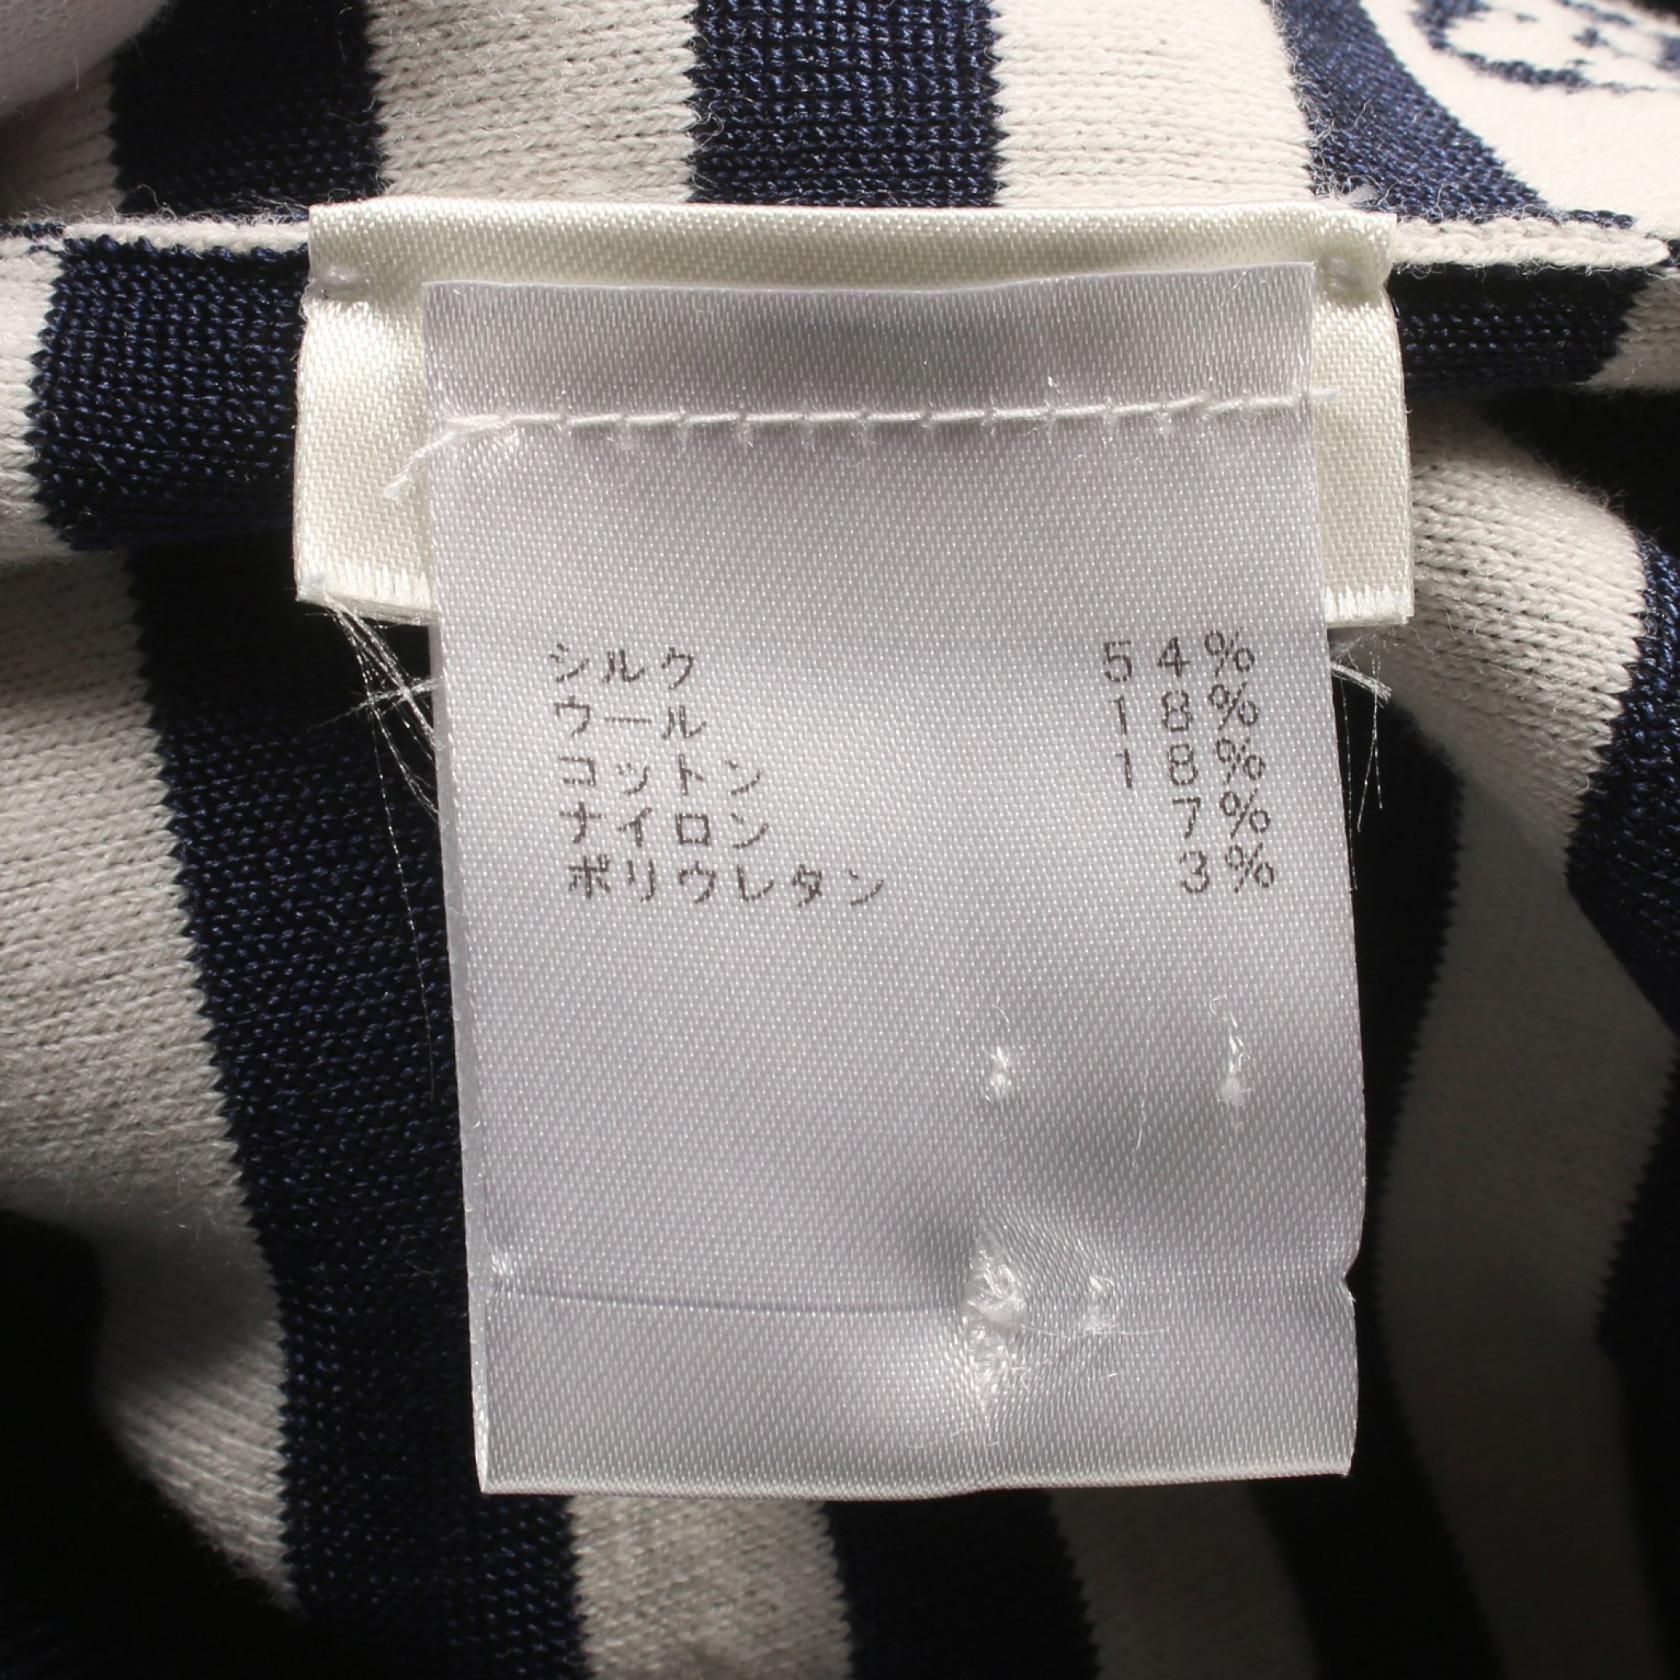 シルク 54%
ウール 18%
コットン 18%
ナイロン 7%
ポリウレタン 3%